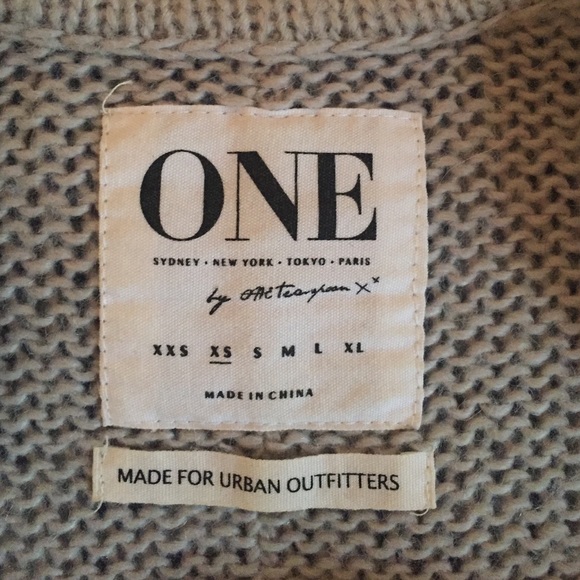 ONE
SYDNEY · NEW YORK · TOKYO · PARIS
by
XXS XS S M L XL
MADE IN CHINA
MADE FOR URBAN OUTFITTERS